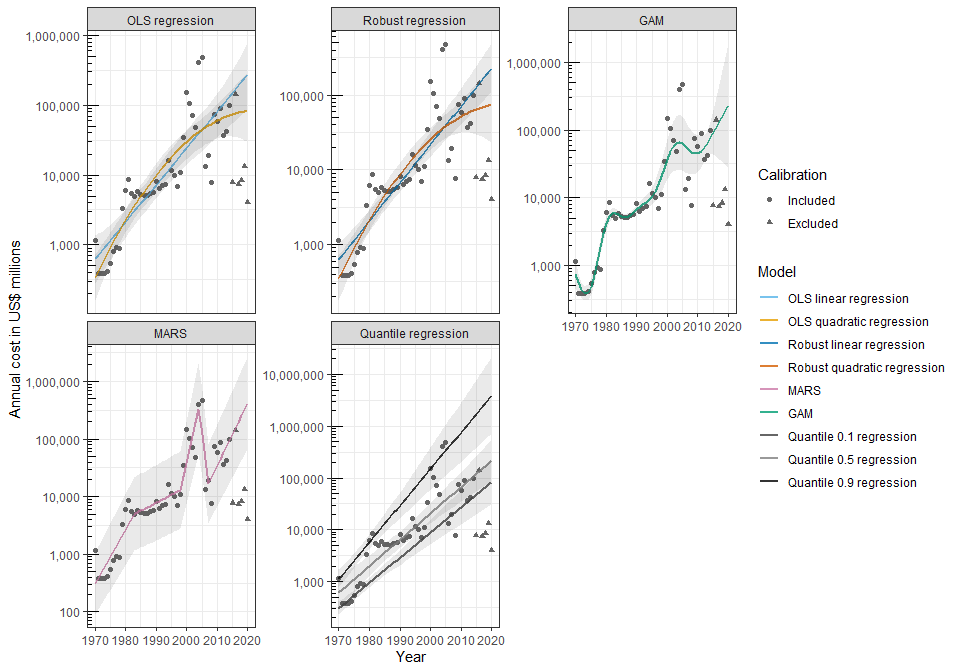 OLS regression
Robust regression
GAM
1,000,000
100,000
10,000
1,000
100,000
10,000
1,000
1,000,000
100,000
10,000
1,000
1970 1980 1990 2000 2010 2020
MARS
Quantile regression
1,000,000
100,000
10,000
1,000
100
10,000,000
1,000,000
100,000
10,000
1,000
1970 1980 1990 2000 2010 2020
1970 1980 1990 2000 2010 2020
Year
Annual cost in US$ millions
Calibration
Included
Excluded
Model
OLS linear regression
OLS quadratic regression
Robust linear regression
Robust quadratic regression
MARS
GAM
Quantile 0.1 regression
Quantile 0.5 regression
Quantile 0.9 regression